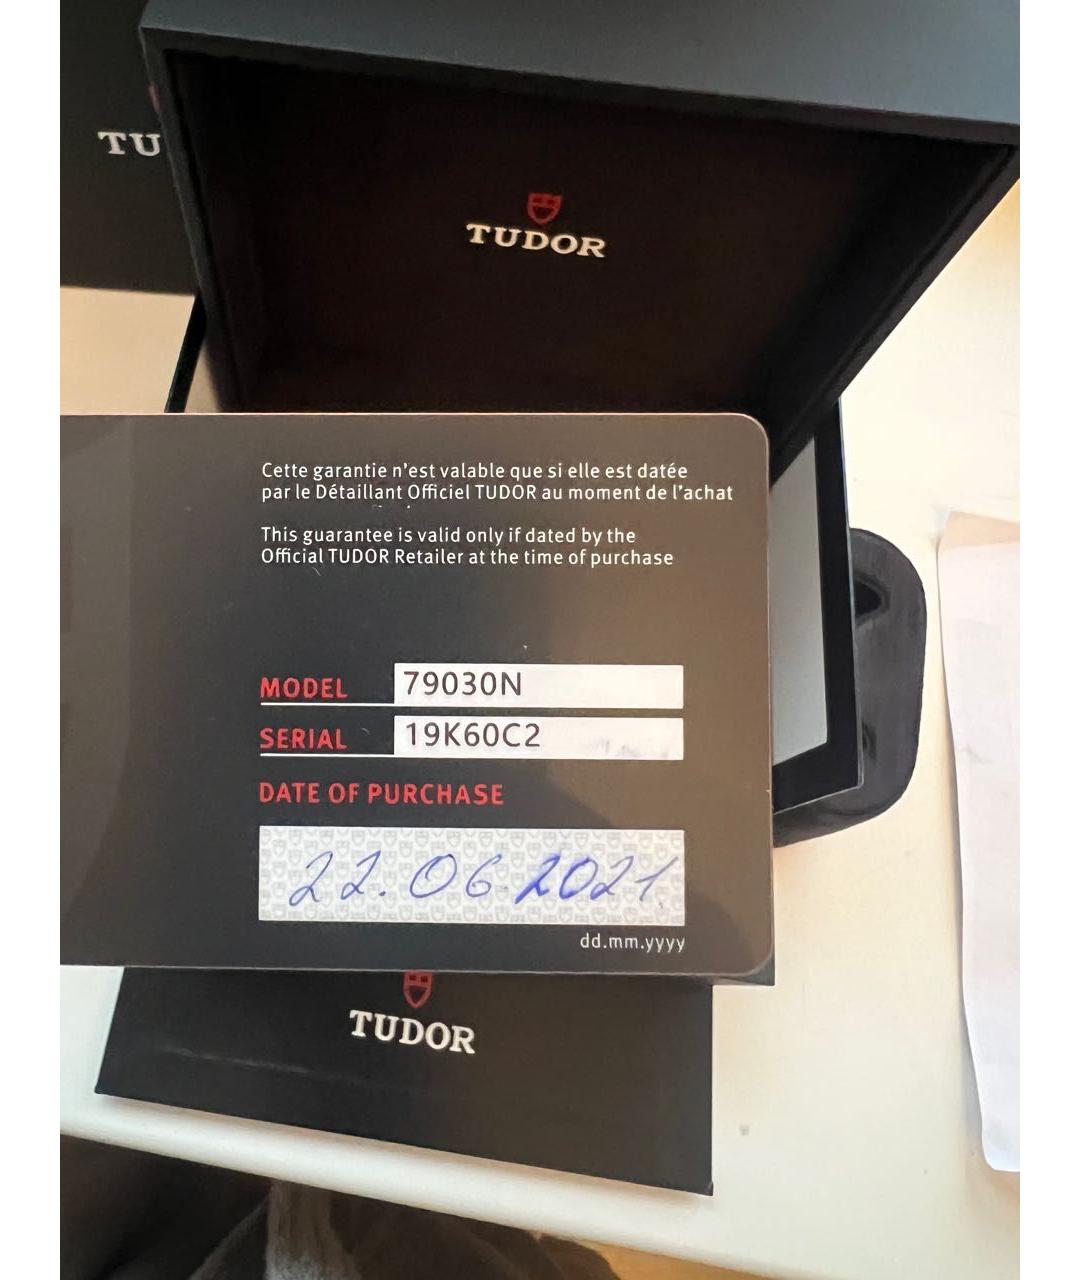 TU
TUDOR
Cette garantie n'est valable que si elle est datée
par le Détaillant Officiel TUDOR au moment de l'achat
This guarantee is valid only if dated by the
Official TUDOR Retailer at the time of purchase
MODEL 79030N
SERIAL 19K60C2
DATE OF PURCHASE
22.06.2021.
dd.mm.yyyy
TUDOR